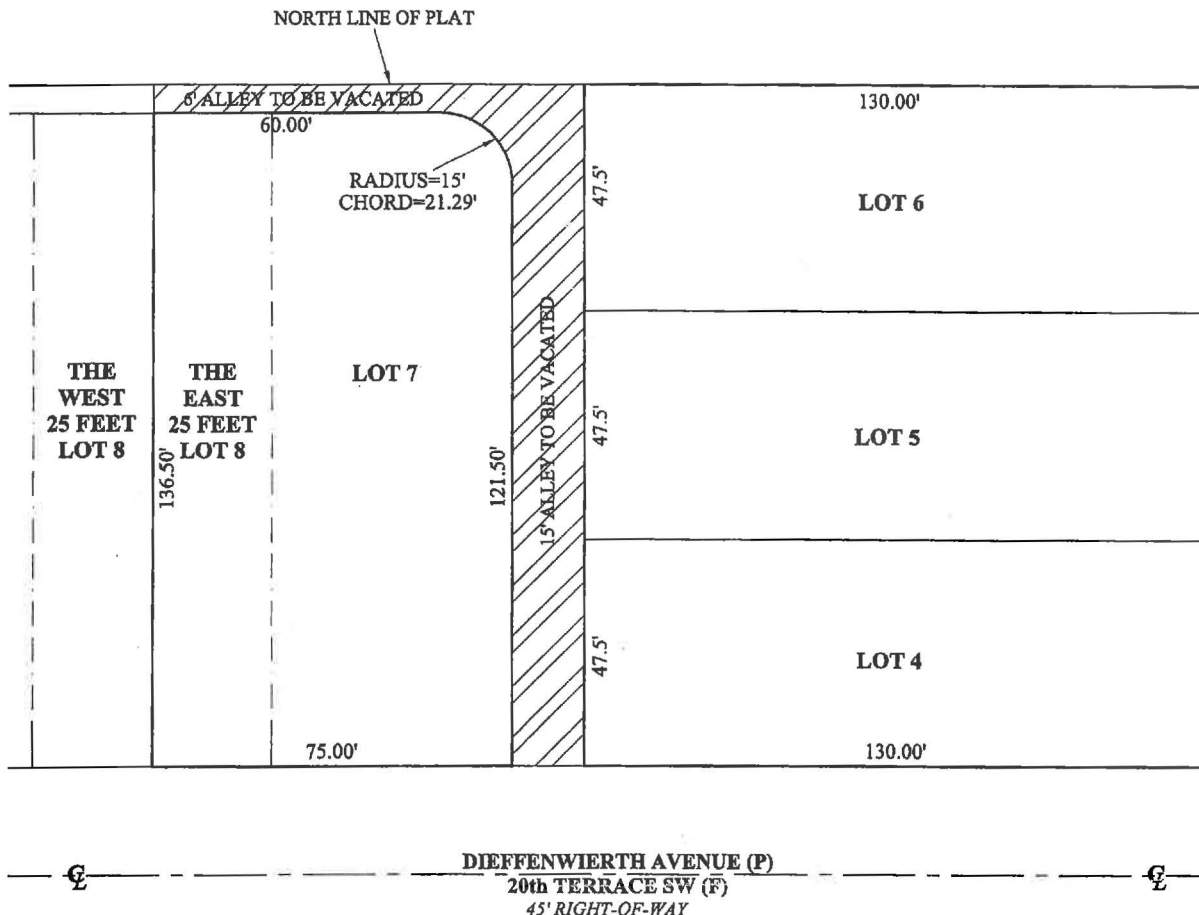 NORTH LINE OF PLAT
6' ALLEY TO BE VACATED
60.00'
130.00'
RADIUS=15'
CHORD=21.29'
47.5'
LOT 6
15' ALLEY TO BE VACATED
THE
WEST
25 FEET
LOT 8
136.50'
THE
EAST
25 FEET
LOT 8
LOT 7
121.50'
47.5'
LOT 5
47.5'
LOT 4
75.00'
130.00'
℄
DIEFFENWIERTH AVENUE (P)
20th TERRACE SW (F)
45' RIGHT-OF-WAY
℄